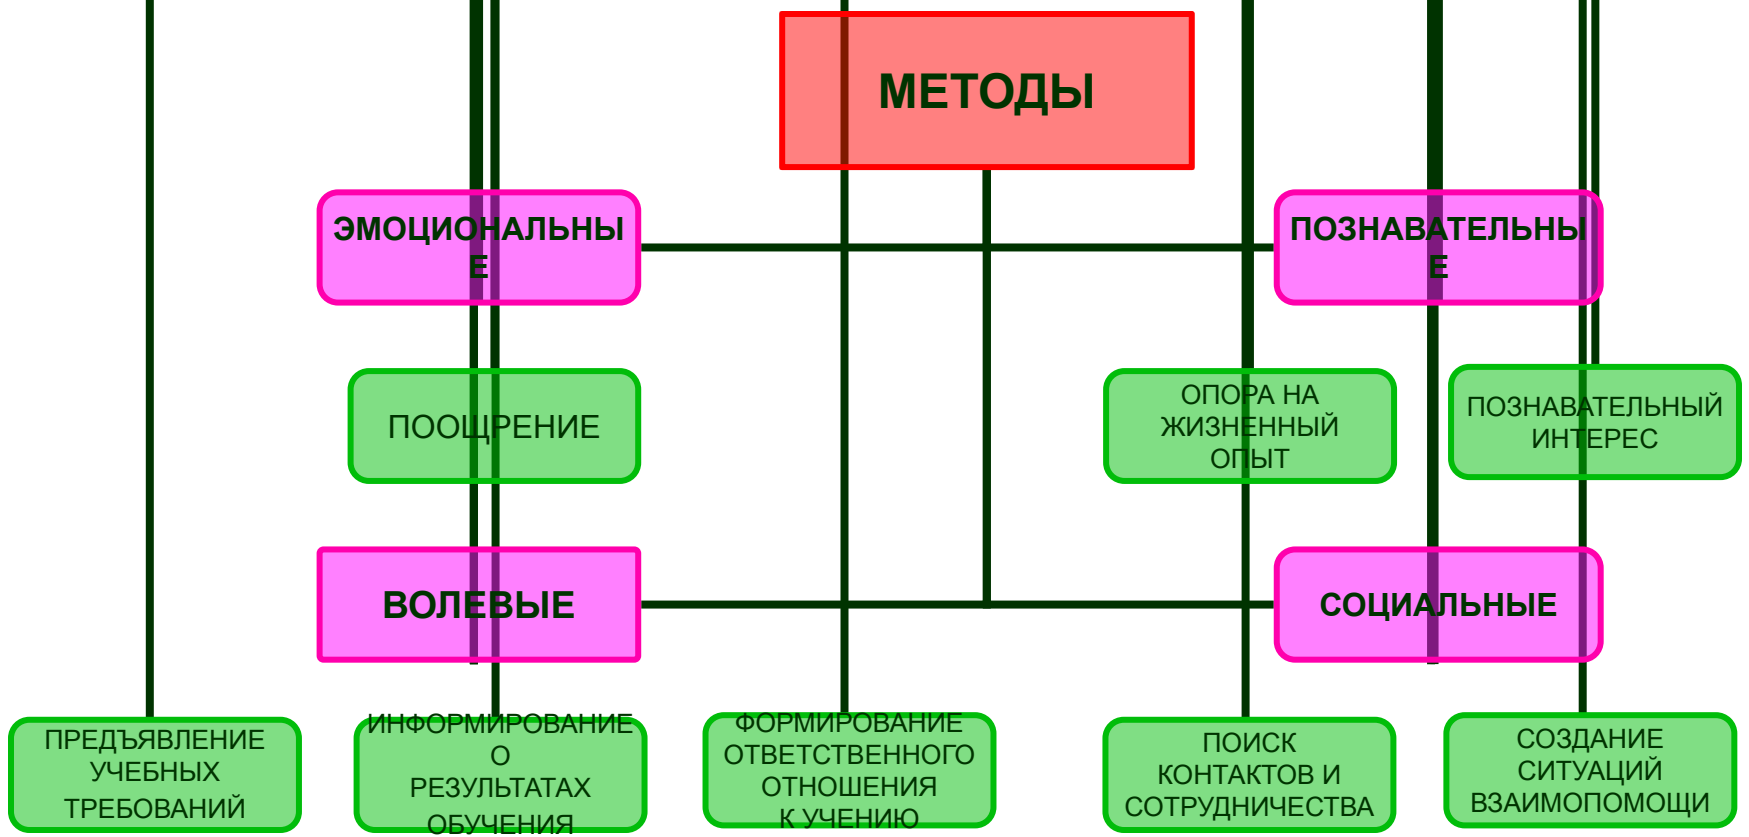 МЕТОДЫ
ЭМОЦИОНАЛЬНЫ
Е
ПОЗНАВАТЕЛЬНЫ
Е
ПООЩРЕНИЕ
ОПОРА НА
ЖИЗНЕННЫЙ
ОПЫТ
ПОЗНАВАТЕЛЬНЫЙ
ИНТЕРЕС
ВОЛЕВЫЕ
СОЦИАЛЬНЫЕ
ПРЕДЪЯВЛЕНИЕ
УЧЕБНЫХ
ТРЕБОВАНИЙ
ИНФОРМИРОВАНИЕ
О
РЕЗУЛЬТАТАХ
ОБУЧЕНИЯ
ФОРМИРОВАНИЕ
ОТВЕТСТВЕННОГО
ОТНОШЕНИЯ
К УЧЕНИЮ
ПОИСК
КОНТАКТОВ И
СОТРУДНИЧЕСТВА
СОЗДАНИЕ
СИТУАЦИЙ
ВЗАИМОПОМОЩИ